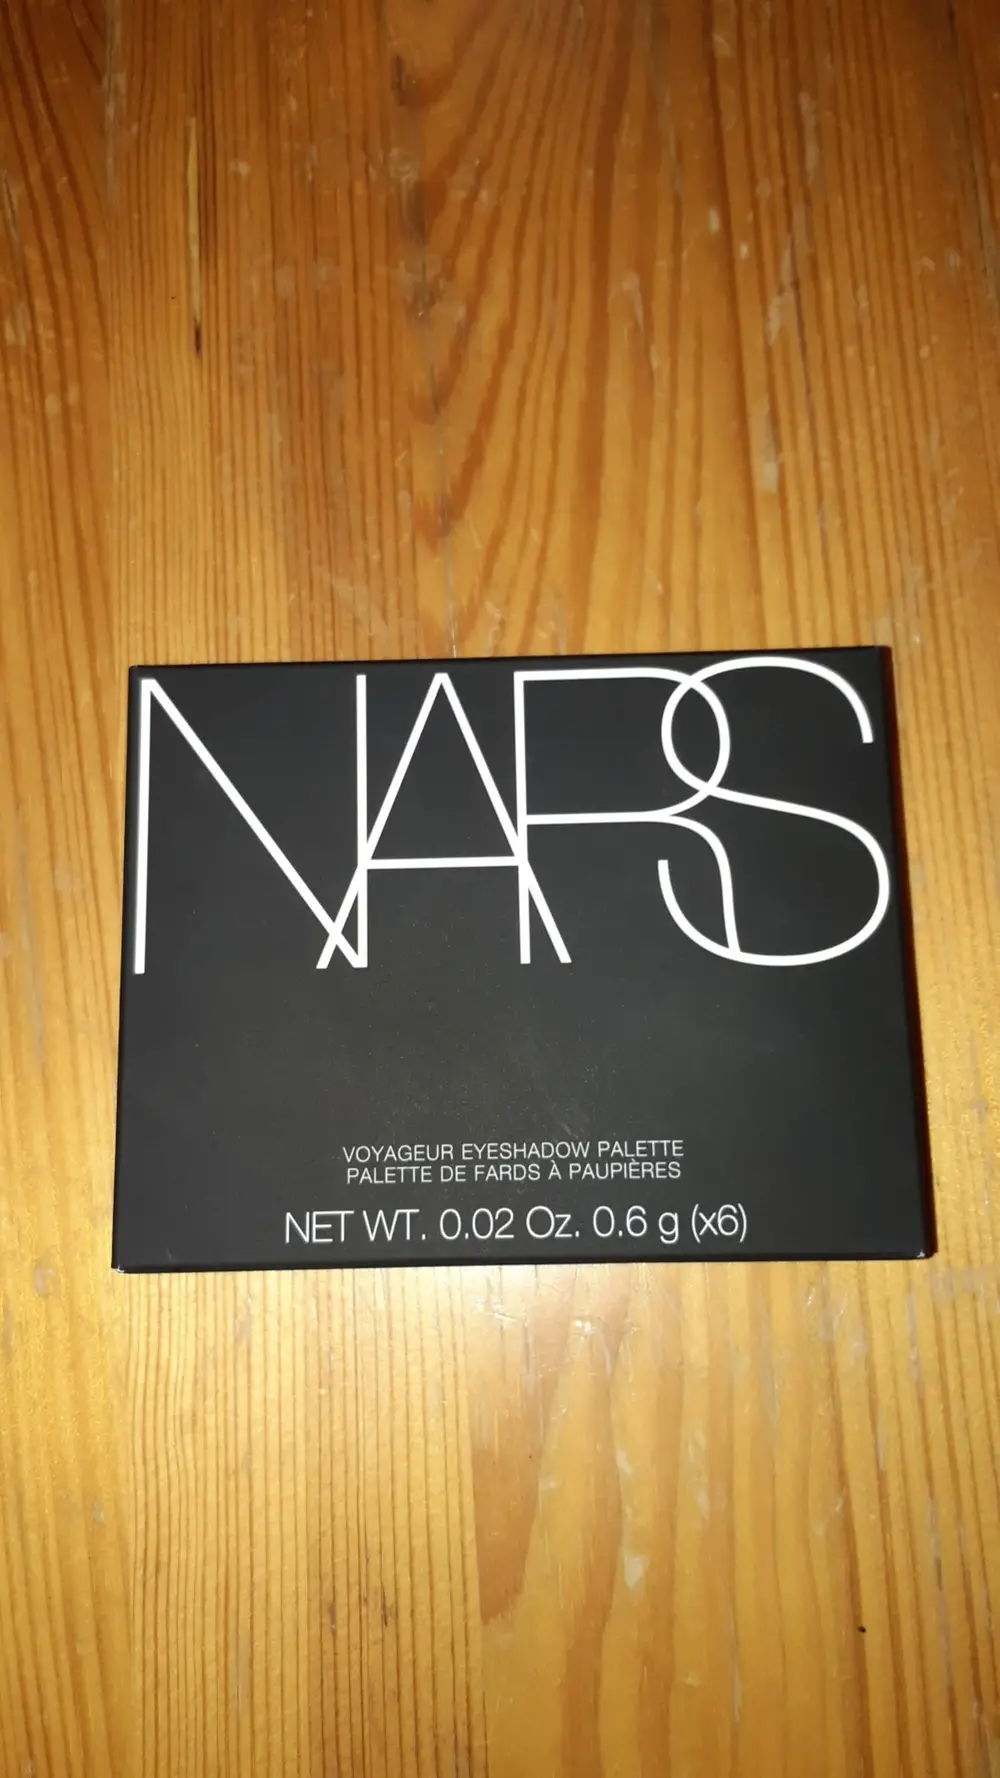 NARS
VOYAGEUR EYESHADOW PALETTE
PALETTE DE FARDS À PAUPIÈRES
NET WT. 0.02 Oz. 0.6 g (x6)